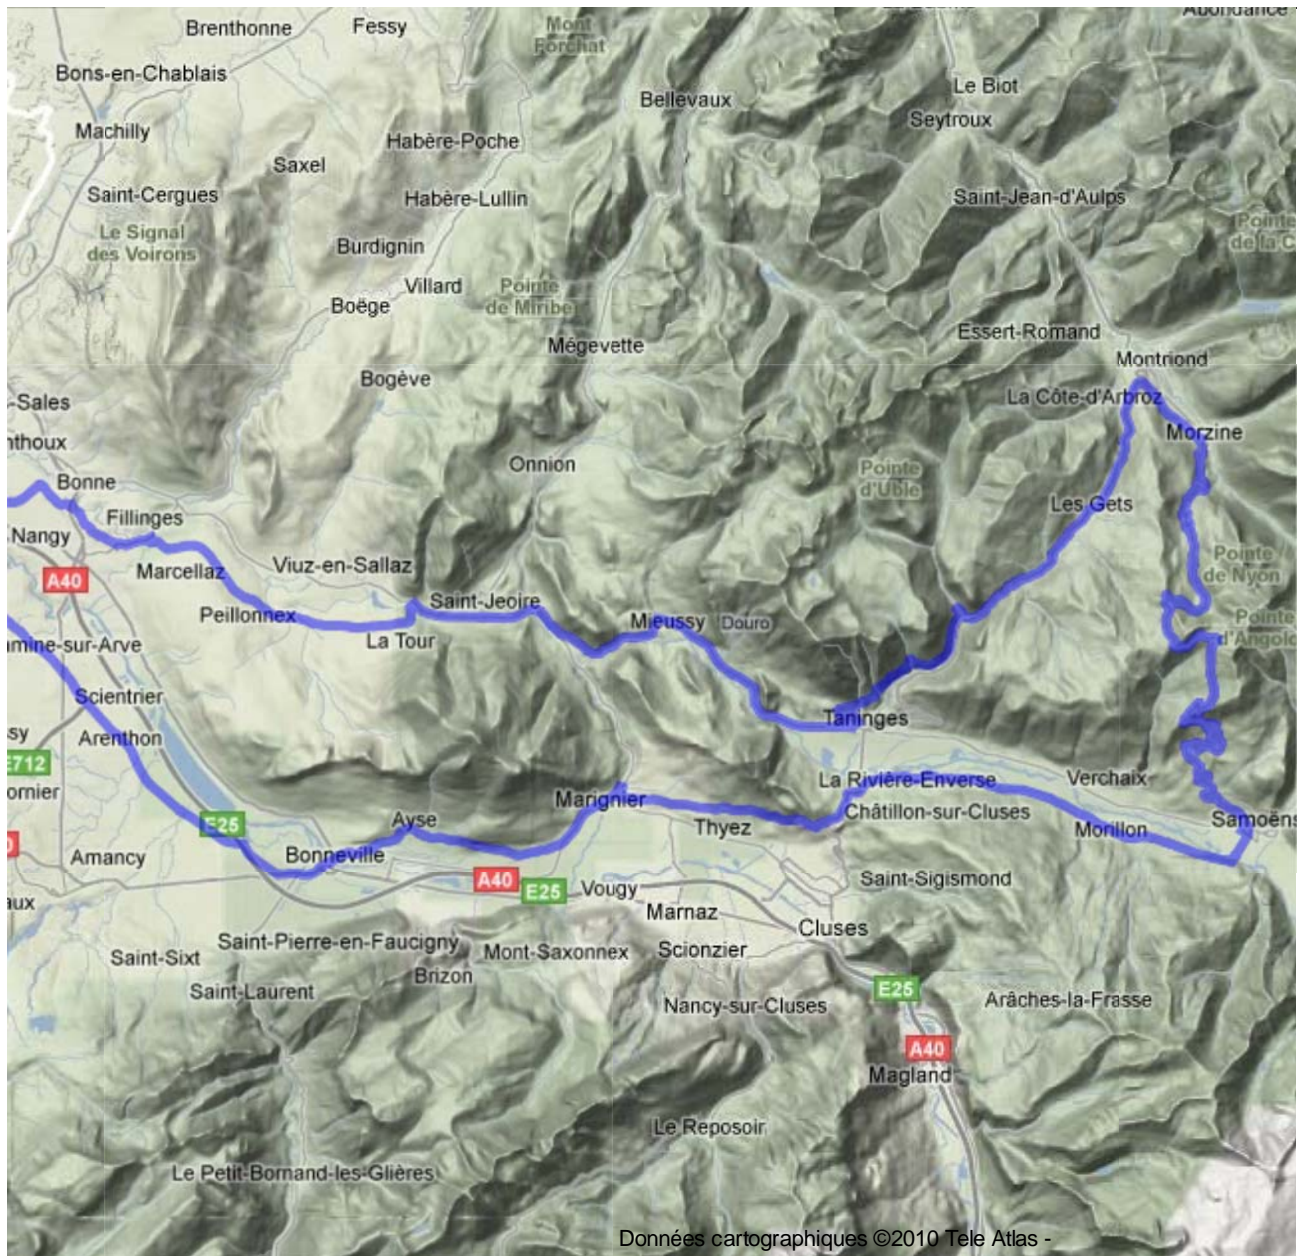 Abondance
Brenthonne
Fessy
Mont
Forchat
Bons-en-Chablais
Le Biot
Bellevaux
Seytroux
Machilly
Habère-Poche
Saxel
Saint-Cergues
Habère-Lullin
Saint-Jean-d'Aulps
Le Signal
des Voirons
Pointe
de la C
Burdignin
Villard
Pointe
de Miribel
Boëge
Essert-Romand
Mégevette
Montriond
Bogève
La Côte-d'Arbroz
-Sales
Morzine
nthoux
Onnion
Pointe
d'Uble
Bonne
Les Gets
Fillinges
Nangy
Viuz-en-Sallaz
Pointe
de Nyon
Marcellaz
A40
Saint-Jeoire
Peillonnex
Mieussy
Douro
Pointe
d'Angolo
La Tour
amine-sur-Arve
Scientrier
Taninges
ssy
Arenthon
E712
La Rivière-Enverse
Verchaix
ornier
Marignier
Châtillon-sur-Cluses
Ayse
E25
Thyez
Morillon
Samoëns
0
Amancy
Bonneville
A40
E25
Vougy
Saint-Sigismond
aux
Marnaz
Cluses
Saint-Pierre-en-Faucigny
Mont-Saxonnex
Scionzier
Saint-Sixt
Brizon
Saint-Laurent
E25
Nancy-sur-Cluses
Arâches-la-Frasse
A40
Magland
Le Reposoir
Le Petit-Bornand-les-Glières
Données cartographiques ©2010 Tele Atlas -